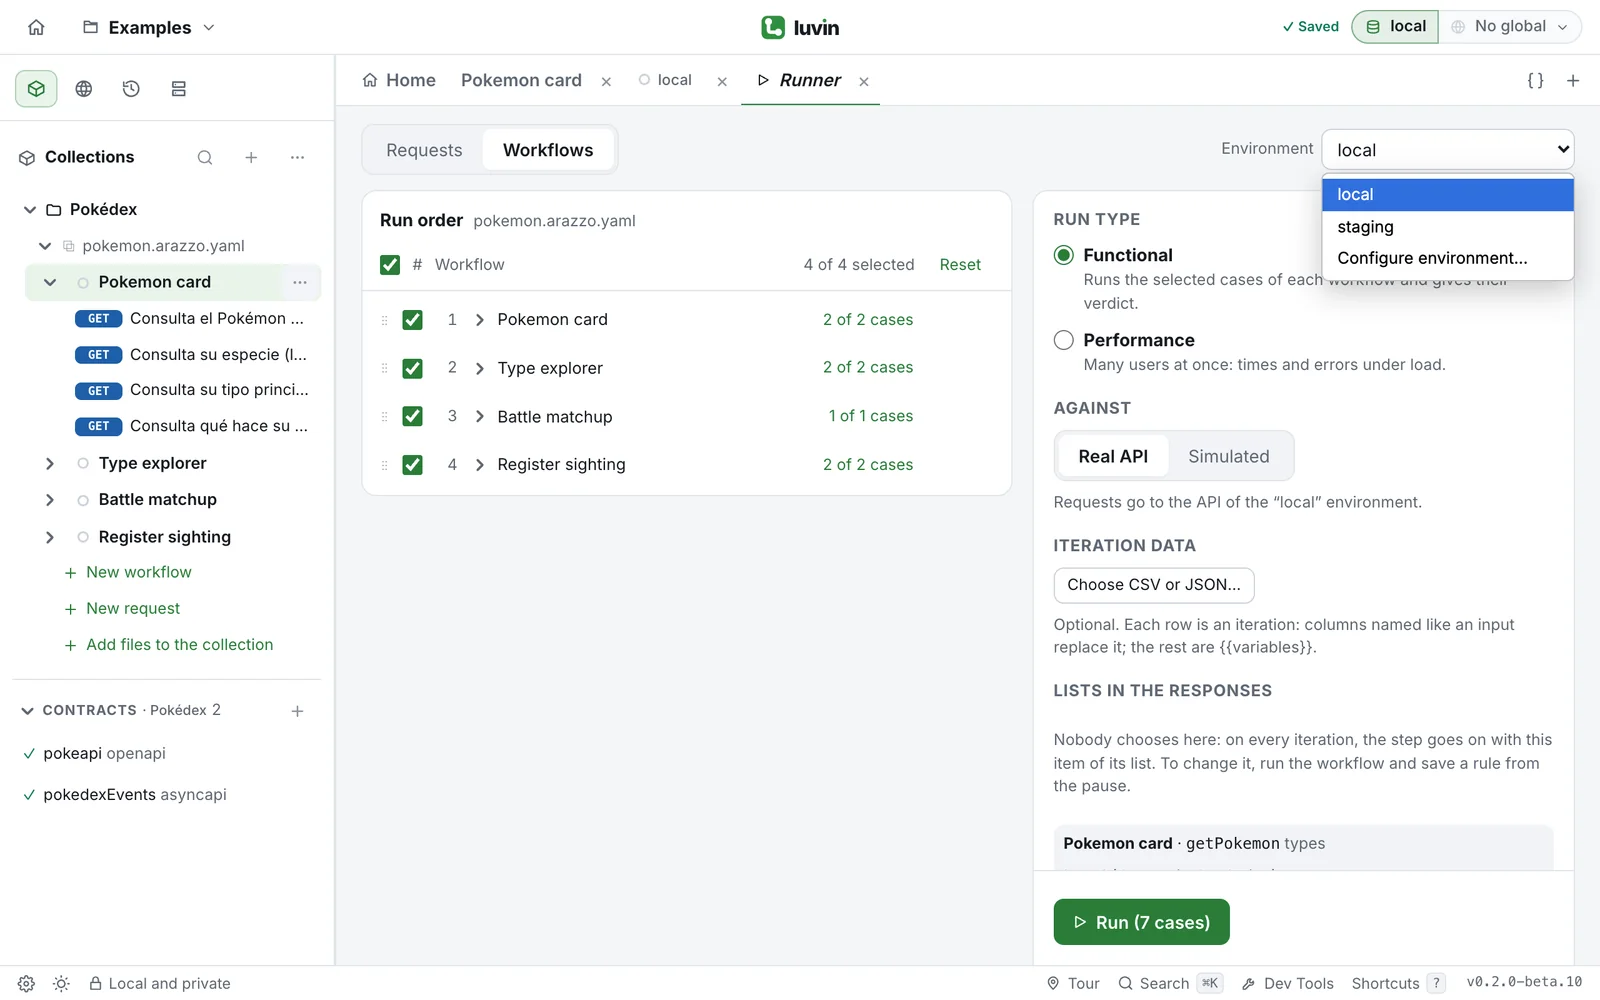 Examples
luvin
Saved
local
No global
Home
Pokemon card
local
Runner
{ }
Collections
Pokédex
pokemon.arazzo.yaml
Pokemon card
GET Consulta el Pokémon ...
GET Consulta su especie (l...
GET Consulta su tipo princi...
GET Consulta qué hace su ...
Type explorer
Battle matchup
Register sighting
+ New workflow
+ New request
+ Add files to the collection
CONTRACTS · Pokédex 2
pokeapi openapi
pokedexEvents asyncapi
Requests
Workflows
Environment
local
local
staging
Configure environment...
Run order pokemon.arazzo.yaml
# Workflow
4 of 4 selected
Reset
1 Pokemon card 2 of 2 cases
2 Type explorer 2 of 2 cases
3 Battle matchup 1 of 1 cases
4 Register sighting 2 of 2 cases
RUN TYPE
Functional
Runs the selected cases of each workflow and gives their
verdict.
Performance
Many users at once: times and errors under load.
AGAINST
Real API
Simulated
Requests go to the API of the “local” environment.
ITERATION DATA
Choose CSV or JSON...
Optional. Each row is an iteration: columns named like an input
replace it; the rest are {{variables}}.
LISTS IN THE RESPONSES
Nobody chooses here: on every iteration, the step goes on with this
item of its list. To change it, run the workflow and save a rule from
the pause.
Pokemon card · getPokemon types
Run (7 cases)
Local and private
Tour
Search ⌘K
Dev Tools
Shortcuts ?
v0.2.0-beta.10